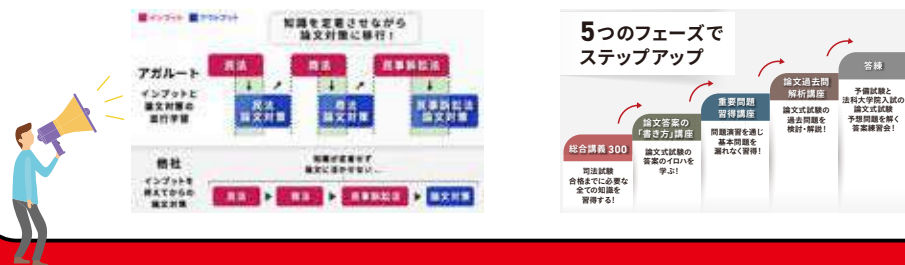 インプット アウトプット
知識を定着させながら
論文対策に移行!
アガルート
インプットと
論文対策の
並行学習
民法
商法
民事訴訟法
民法
論文対策
商法
論文対策
民事訴訟法
論文対策
他社
インプットを
終えてからの
論文対策
知識が定着せず
論文に活かせない…
民法
商法
民事訴訟法
論文対策
5つのフェーズで
ステップアップ
総合講義300
司法試験
合格までに必要な
全ての知識を
習得する!
論文答案の
「書き方」講座
論文式試験の
答案のイロハを
学ぶ!
重要問題
習得講座
問題演習を通じ
基本問題を
漏れなく習得!
論文過去問
解析講座
論文式試験の
過去問題を
検討・解説!
答練
予備試験と
法科大学院入試の
論文式試験
予想問題を解く
答案練習会!